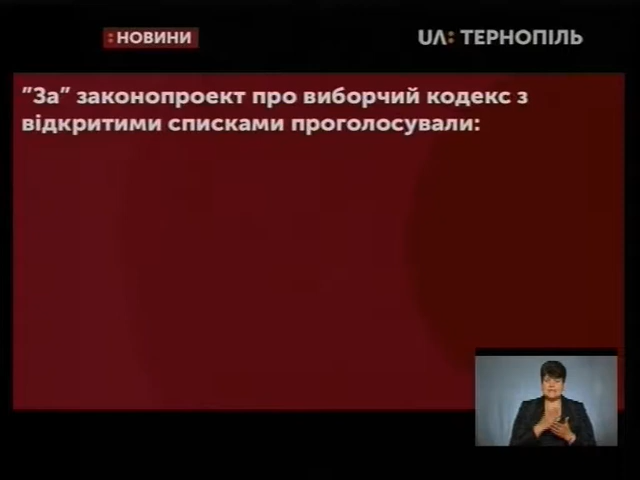 :НОВИНИ
UA: ТЕРНОПІЛЬ
"За" законопроект про виборчий кодекс з
відкритими списками проголосували: